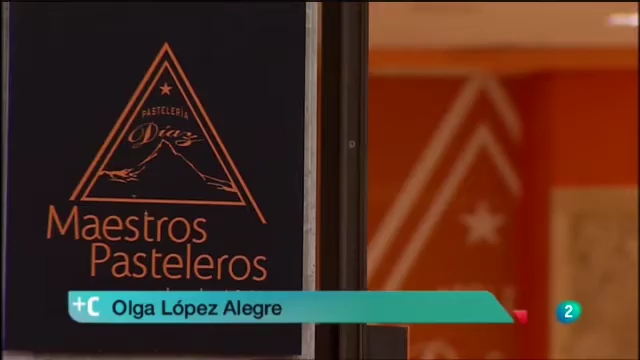 PASTELERÍA
Díaz
Maestros
Pasteleros
+C Olga López Alegre
2